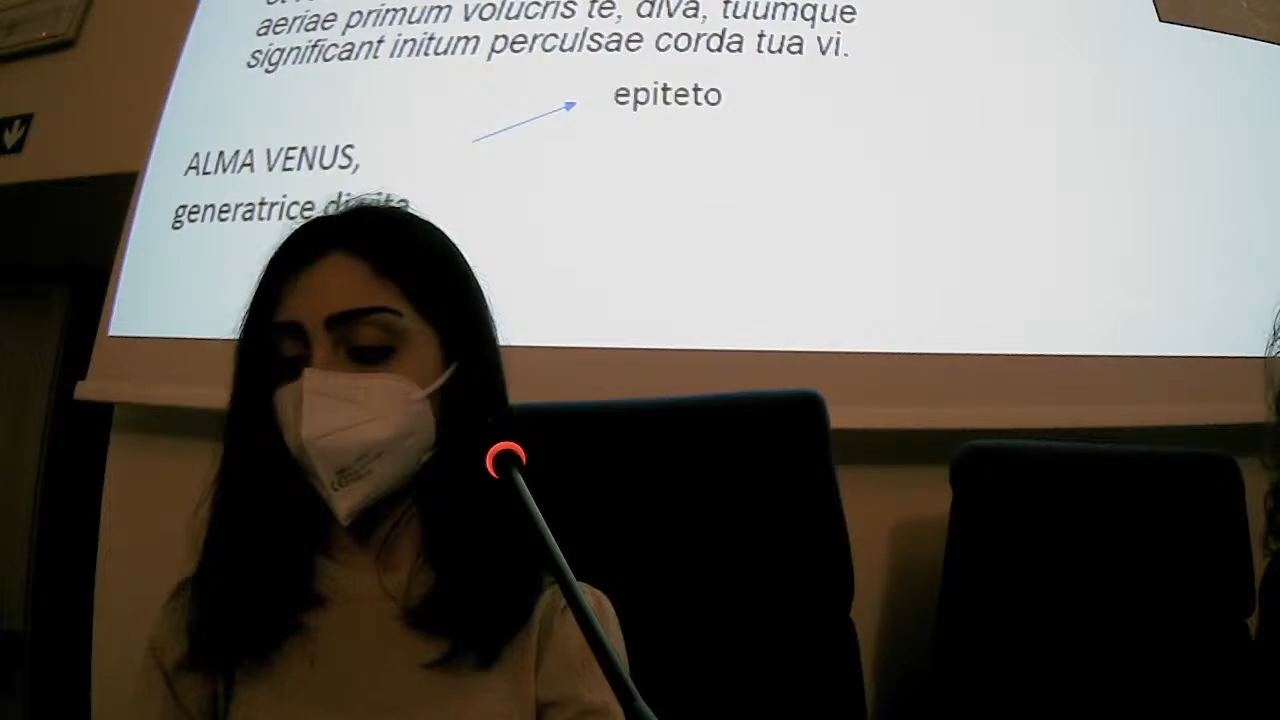 aeriae primum volucris te, diva, tuumque
significant initum perculsae corda tua vi.
epiteto
ALMA VENUS,
generatrice